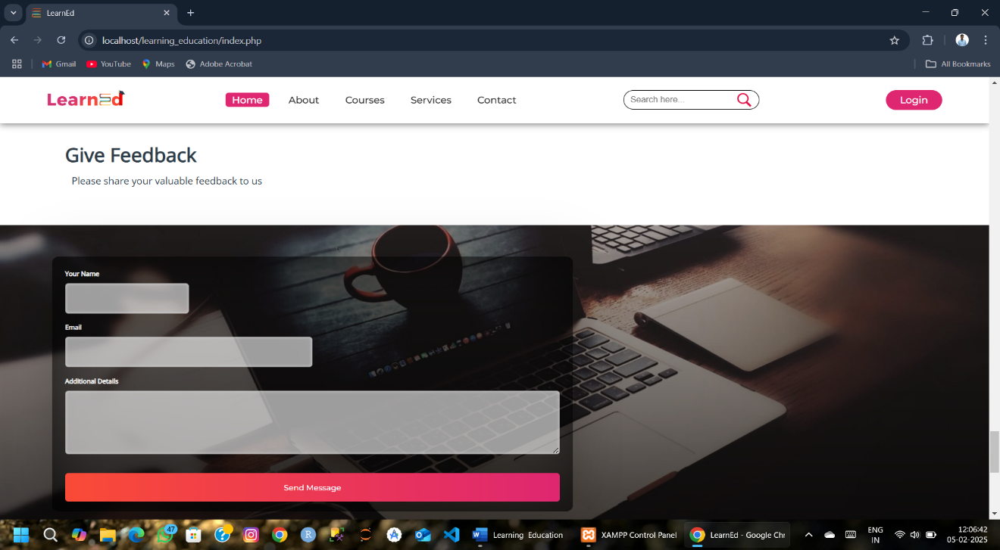 LearnEd
localhost/learning_education/index.php
Gmail
YouTube
Maps
Adobe Acrobat
All Bookmarks
LearnEd
Home
About
Courses
Services
Contact
Search here...
Login
Give Feedback
Please share your valuable feedback to us
Your Name
Email
Additional Details
Send Message
47
Learning Education
XAMPP Control Panel
LearnEd - Google Chr
ENG
IN
12:06:42
05-02-2025